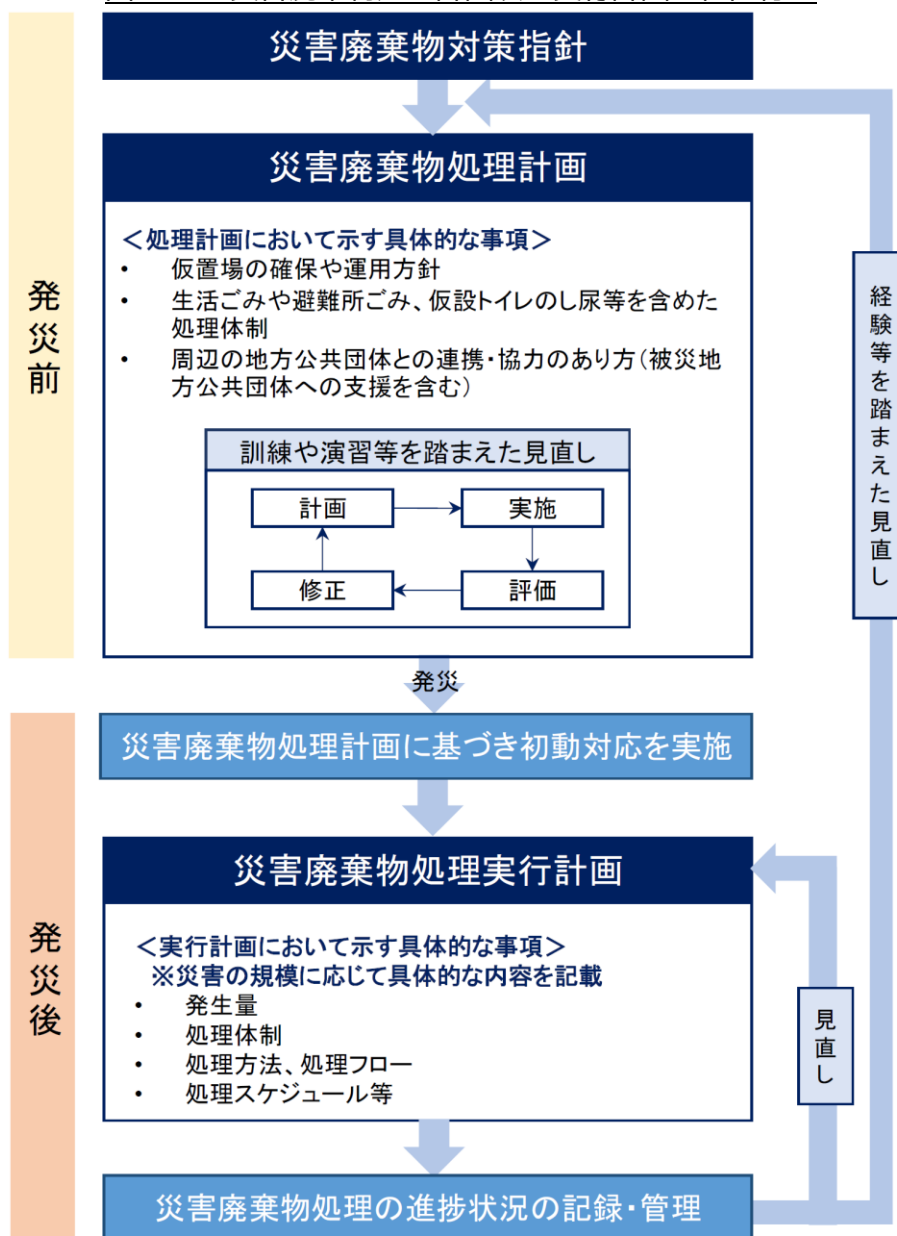 災害廃棄物対策指針
発災前
災害廃棄物処理計画
＜処理計画において示す具体的な事項＞
• 仮置場の確保や運用方針
• 生活ごみや避難所ごみ、仮設トイレのし尿等を含めた
処理体制
• 周辺の地方公共団体との連携・協力のあり方（被災地
方公共団体への支援を含む）
訓練や演習等を踏まえた見直し
計画
実施
修正
評価
経験等を踏まえた見直し
発災
発災後
災害廃棄物処理計画に基づき初動対応を実施
災害廃棄物処理実行計画
＜実行計画において示す具体的な事項＞
※災害の規模に応じて具体的な内容を記載
• 発生量
• 処理体制
• 処理方法、処理フロー
• 処理スケジュール等
見直し
災害廃棄物処理の進捗状況の記録・管理